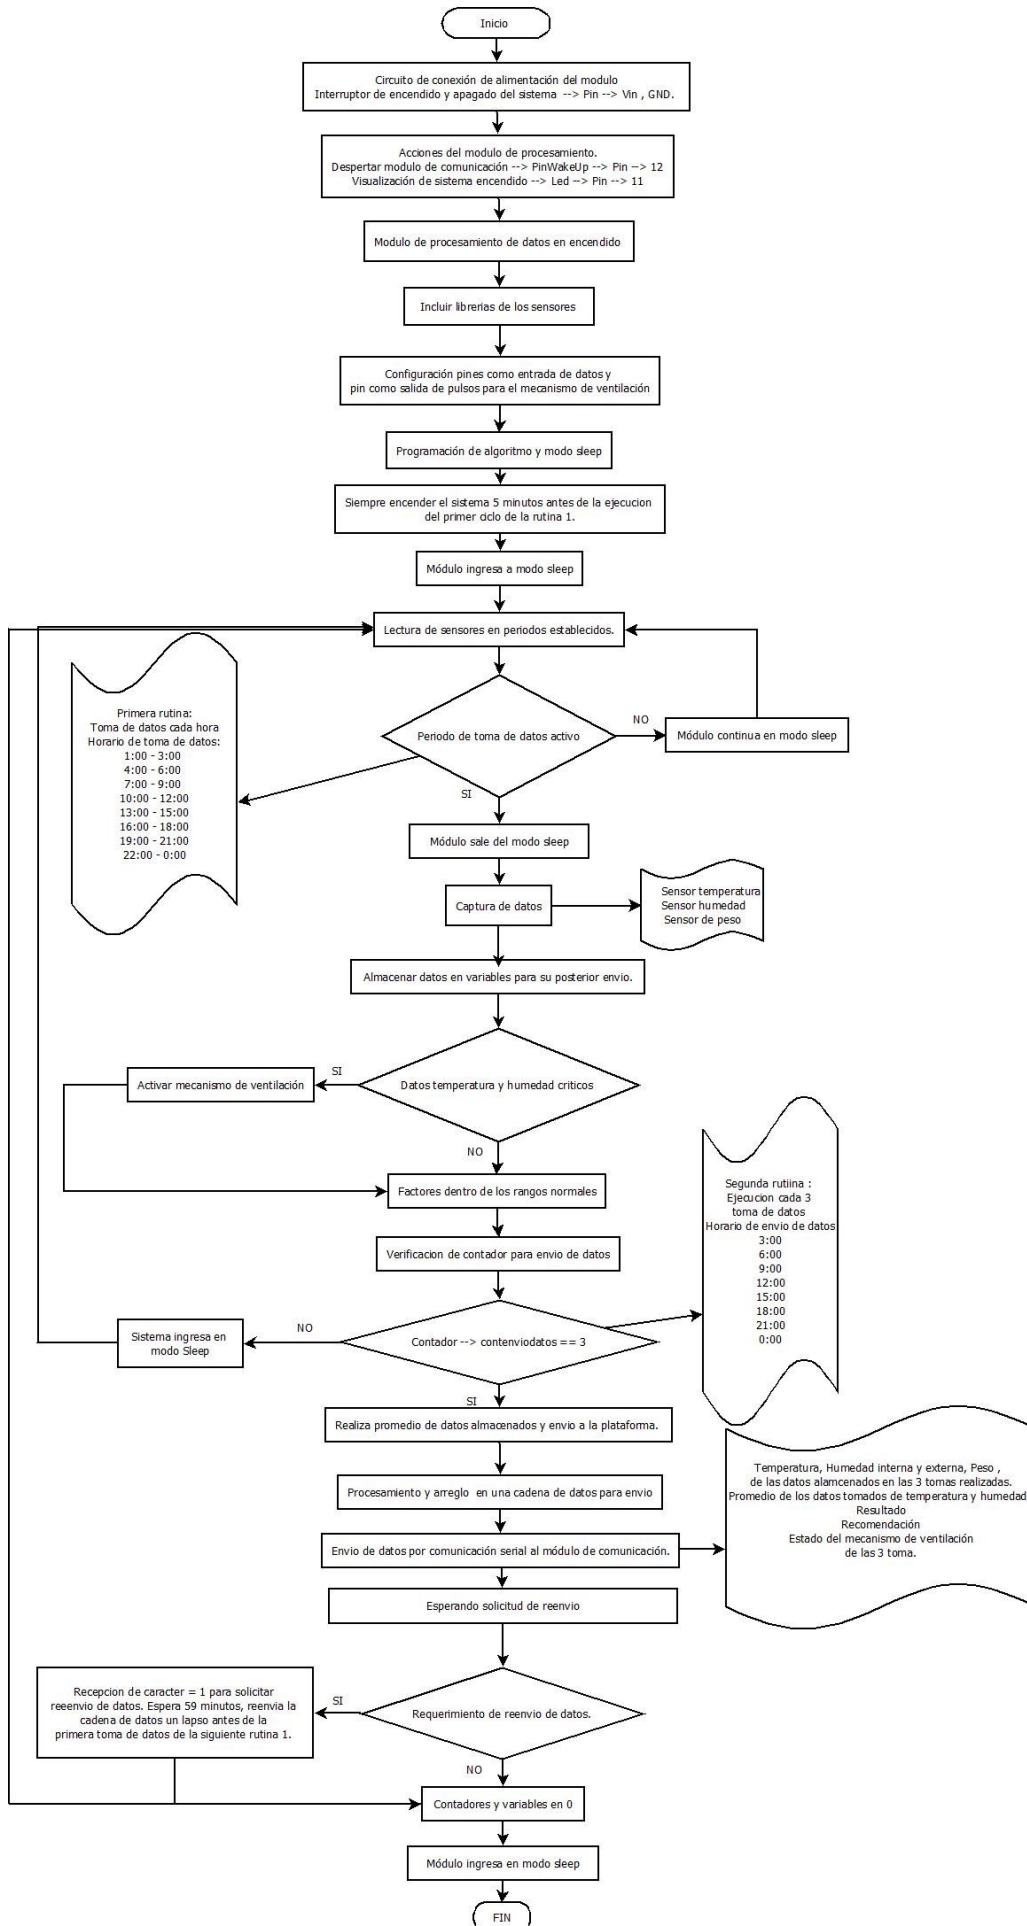 Inicio
Circuito de conexión de alimentación del modulo
Interruptor de encendido y apagado del sistema --> Pin --> Vin , GND.
Acciones del modulo de procesamiento.
Despertar modulo de comunicación --> PinWakeUp --> Pin --> 12
Visualización de sistema encendido --> Led --> Pin --> 11
Modulo de procesamiento de datos en encendido
Incluir librerias de los sensores
Configuración pines como entrada de datos y
pin como salida de pulsos para el mecanismo de ventilación
Programación de algoritmo y modo sleep
Siempre encender el sistema 5 minutos antes de la ejecucion
del primer ciclo de la rutina 1.
Módulo ingresa a modo sleep
Lectura de sensores en periodos establecidos.
Primera rutina:
Toma de datos cada hora
Horario de toma de datos:
1:00 - 3:00
4:00 - 6:00
7:00 - 9:00
10:00 - 12:00
13:00 - 15:00
16:00 - 18:00
19:00 - 21:00
22:00 - 0:00
Periodo de toma de datos activo
NO
Módulo continua en modo sleep
SI
Módulo sale del modo sleep
Captura de datos
Sensor temperatura
Sensor humedad
Sensor de peso
Almacenar datos en variables para su posterior envio.
Datos temperatura y humedad criticos
SI
Activar mecanismo de ventilación
NO
Factores dentro de los rangos normales
Verificacion de contador para envio de datos
Segunda rutiina :
Ejecucion cada 3
toma de datos
Horario de envio de datos
3:00
6:00
9:00
12:00
15:00
18:00
21:00
0:00
Contador --> contenviodatos == 3
NO
Sistema ingresa en
modo Sleep
SI
Realiza promedio de datos almacenados y envio a la plataforma.
Procesamiento y arreglo en una cadena de datos para envio
Envio de datos por comunicación serial al módulo de comunicación.
Temperatura, Humedad interna y externa, Peso ,
de las datos alamcenados en las 3 tomas realizadas.
Promedio de los datos tomados de temperatura y humedad
Resultado
Recomendación
Estado del mecanismo de ventilación
de las 3 toma.
Esperando solicitud de reenvio
Requerimiento de reenvio de datos.
SI
Recepcion de caracter = 1 para solicitar
reeenvio de datos. Espera 59 minutos, reenvia la
cadena de datos un lapso antes de la
primera toma de datos de la siguiente rutina 1.
NO
Contadores y variables en 0
Módulo ingresa en modo sleep
FIN